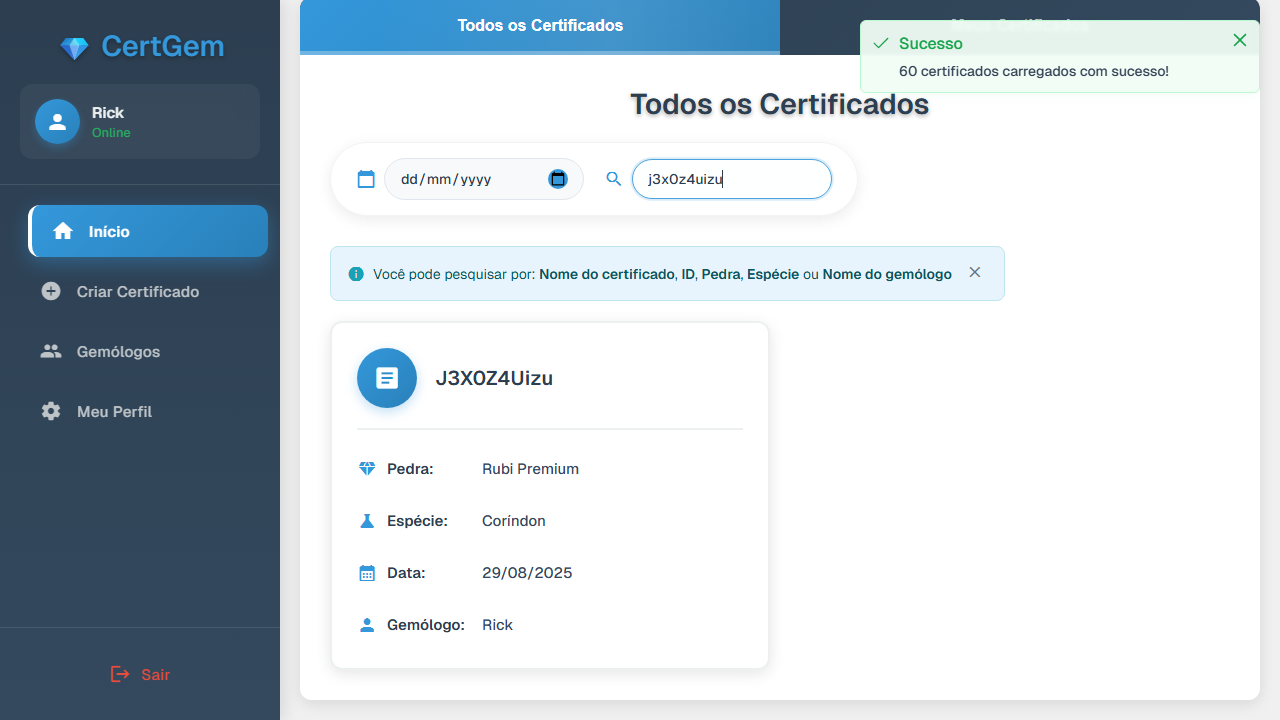 CertGem
Rick
Online
Início
Criar Certificado
Gemólogos
Meu Perfil
Sair
Todos os Certificados
Sucesso
60 certificados carregados com sucesso!
Todos os Certificados
dd/mm/yyyy
j3x0z4uizu
Você pode pesquisar por: Nome do certificado, ID, Pedra, Espécie ou Nome do gemólogo
J3X0Z4Uizu
Pedra: Rubi Premium
Espécie: Coríndon
Data: 29/08/2025
Gemólogo: Rick